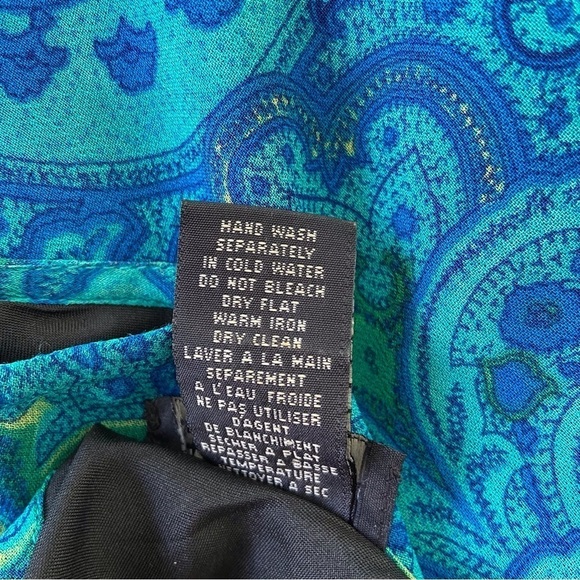 HAND WASH
SEPARATELY
IN COLD WATER
DO NOT BLEACH
DRY FLAT
WARM IRON
DRY CLEAN
LAVER A LA MAIN
SEPAREMENT
A L'EAU FROIDE
NE PAS UTILISER
D'AGENT
DE BLANCHIMENT
SECHER A PLAT
REPASSER A BASSE
TEMPERATURE
A SEC